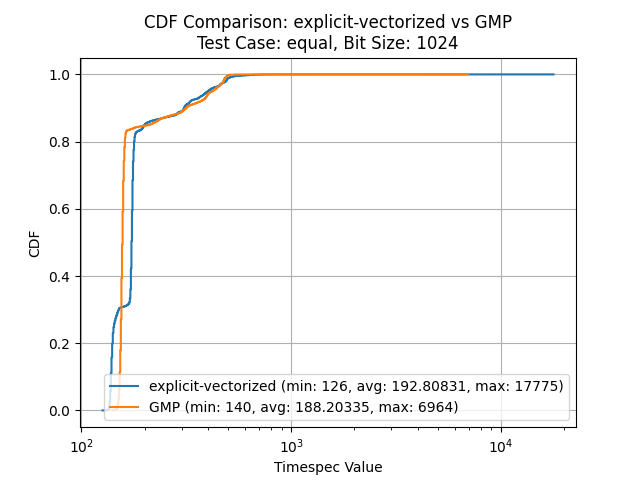 CDF Comparison: explicit-vectorized vs GMP
Test Case: equal, Bit Size: 1024
CDF
1.0
0.8
0.6
0.4
0.2
0.0
explicit-vectorized (min: 126, avg: 192.80831, max: 17775)
GMP (min: 140, avg: 188.20335, max: 6964)
10² 10³ 10⁴
Timespec Value